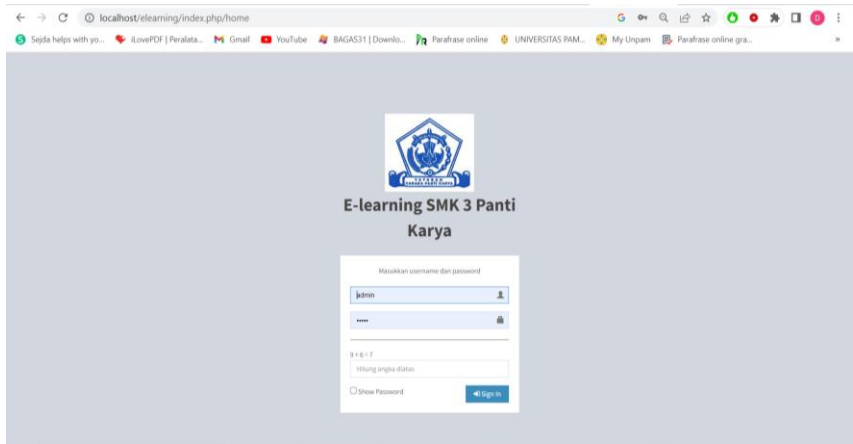 localhost/elearning/index.php/home
Sejda helps with yo... iLovePDF | Peralata... Gmail YouTube BAGAS31 | Downlo... Parafrase online UNIVERSITAS PAM... My Unpam Parafrase online gra... »
YAYASAN
E-learning SMK 3 Panti
Karya
Masukkan username dan password
admin
•••••
Hitung angka diatas
Show Password
Sign In